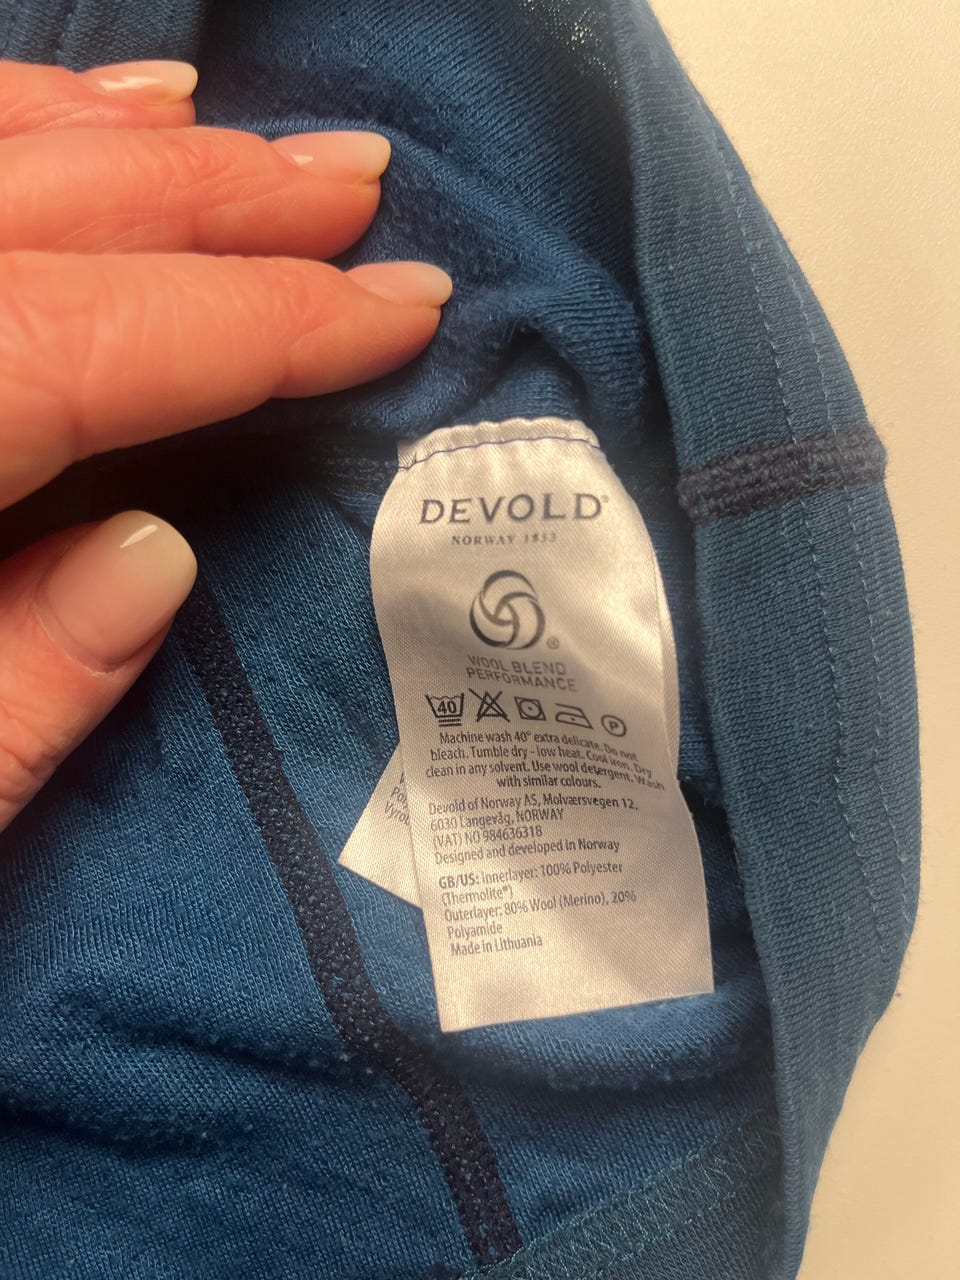 DEVOLD®
NORWAY 1853
®
WOOL BLEND
PERFORMANCE
40 P
Machine wash 40° extra delicate. Do not
bleach. Tumble dry - low heat. Cool iron. Dry
clean in any solvent. Use wool detergent. Wash
with similar colours.
Devold of Norway AS, Molværsvegen 12,
6030 Langevåg, NORWAY
(VAT) NO 984636318
Designed and developed in Norway
GB/US: Innerlayer: 100% Polyester
(Thermolite®)
Outerlayer: 80% Wool (Merino), 20%
Polyamide
Made in Lithuania